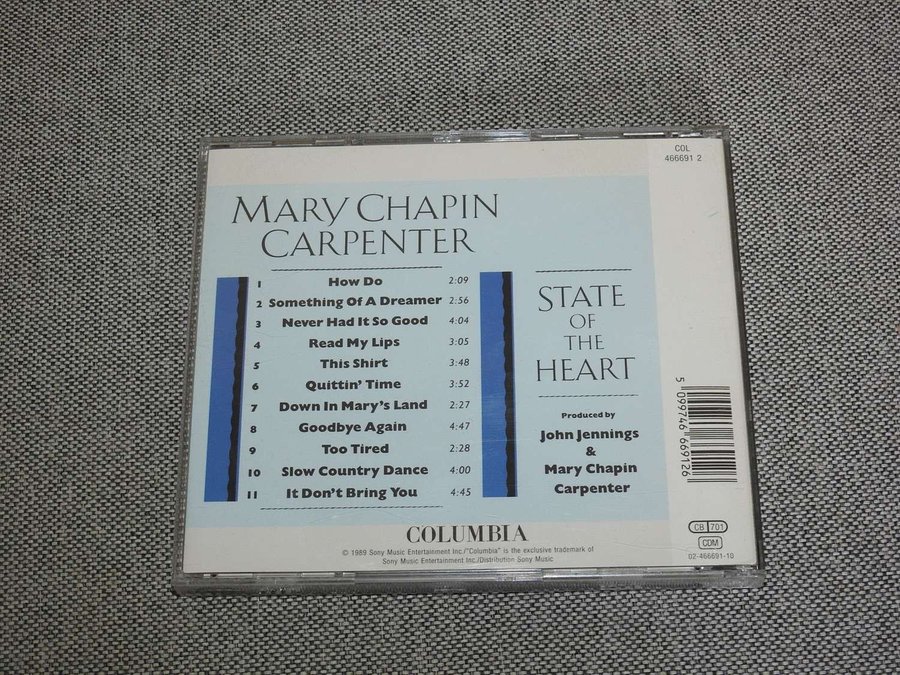 COL
466691 2
MARY CHAPIN
CARPENTER
1 How Do 2:09
2 Something Of A Dreamer 2:56
3 Never Had It So Good 4:04
4 Read My Lips 3:05
5 This Shirt 3:48
6 Quittin' Time 3:52
7 Down In Mary's Land 2:27
8 Goodbye Again 4:47
9 Too Tired 2:28
10 Slow Country Dance 4:00
11 It Don't Bring You 4:45
STATE
OF
THE
HEART
Produced by
John Jennings
&
Mary Chapin
Carpenter
5 099746 669126
COLUMBIA
© 1989 Sony Music Entertainment Inc./"Columbia" is the exclusive trademark of
Sony Music Entertainment Inc./Distribution Sony Music
CB 701
CDM
02-466691-10